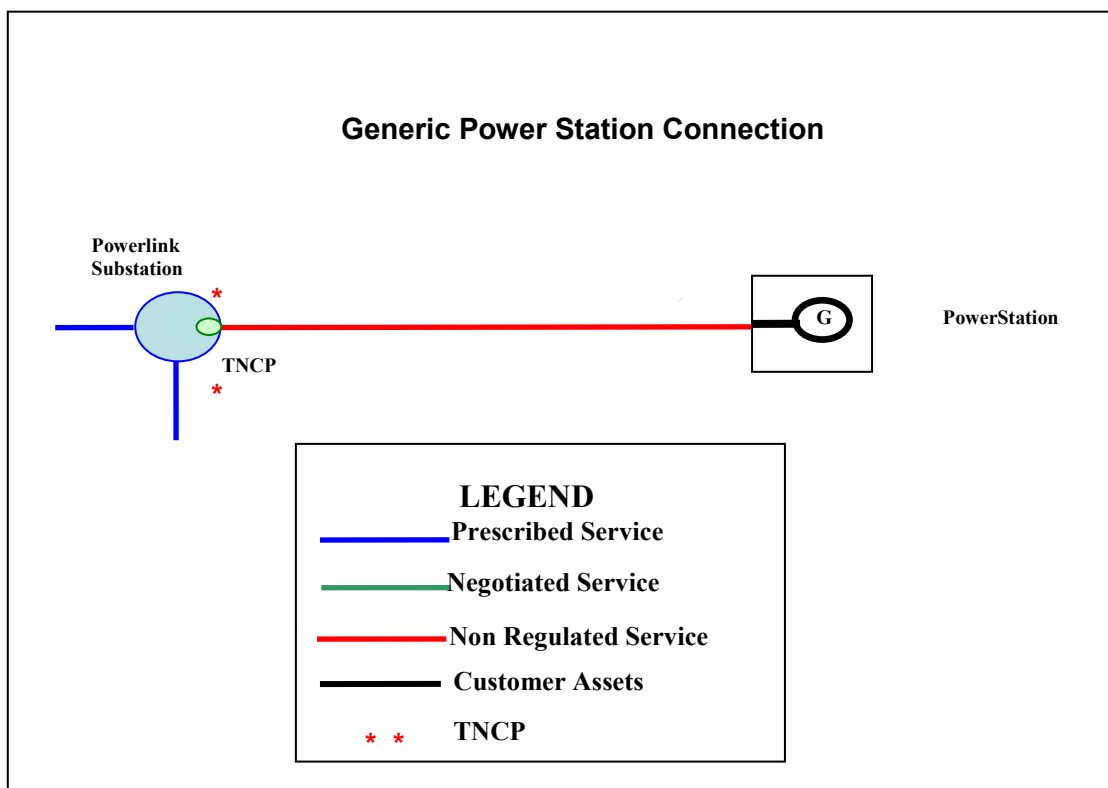 Generic Power Station Connection
Powerlink
Substation
*
G
PowerStation
TNCP
*
LEGEND
Prescribed Service
Negotiated Service
Non Regulated Service
Customer Assets
* * TNCP